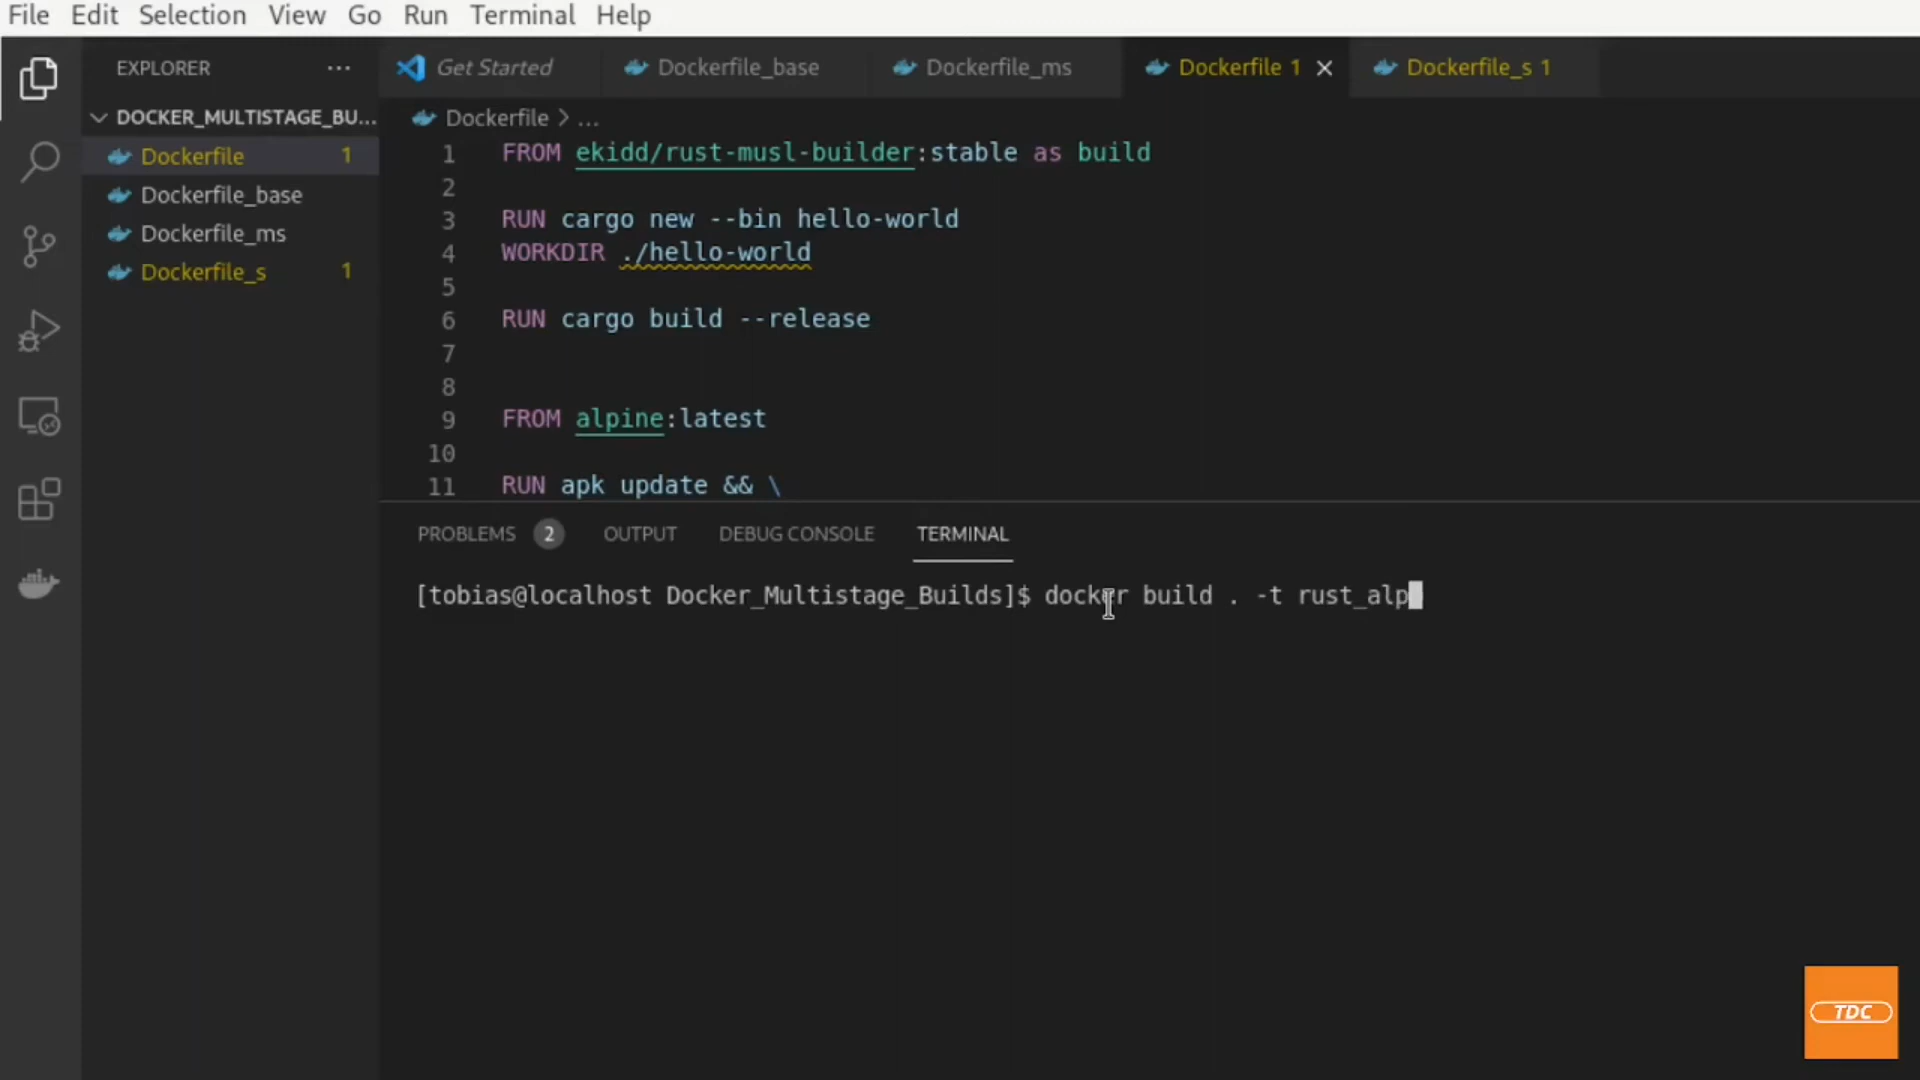 File Edit Selection View Go Run Terminal Help
EXPLORER ...
Get Started Dockerfile_base Dockerfile_ms Dockerfile 1 Dockerfile_s 1
DOCKER_MULTISTAGE_BU...
Dockerfile 1
Dockerfile_base
Dockerfile_ms
Dockerfile_s 1
Dockerfile > ...
1 FROM ekidd/rust-musl-builder:stable as build
2
3 RUN cargo new --bin hello-world
4 WORKDIR ./hello-world
5
6 RUN cargo build --release
7
8
9 FROM alpine:latest
10
11 RUN apk update && \
PROBLEMS 2 OUTPUT DEBUG CONSOLE TERMINAL
[tobias@localhost Docker_Multistage_Builds]$ docker build . -t rust_alp
TDC